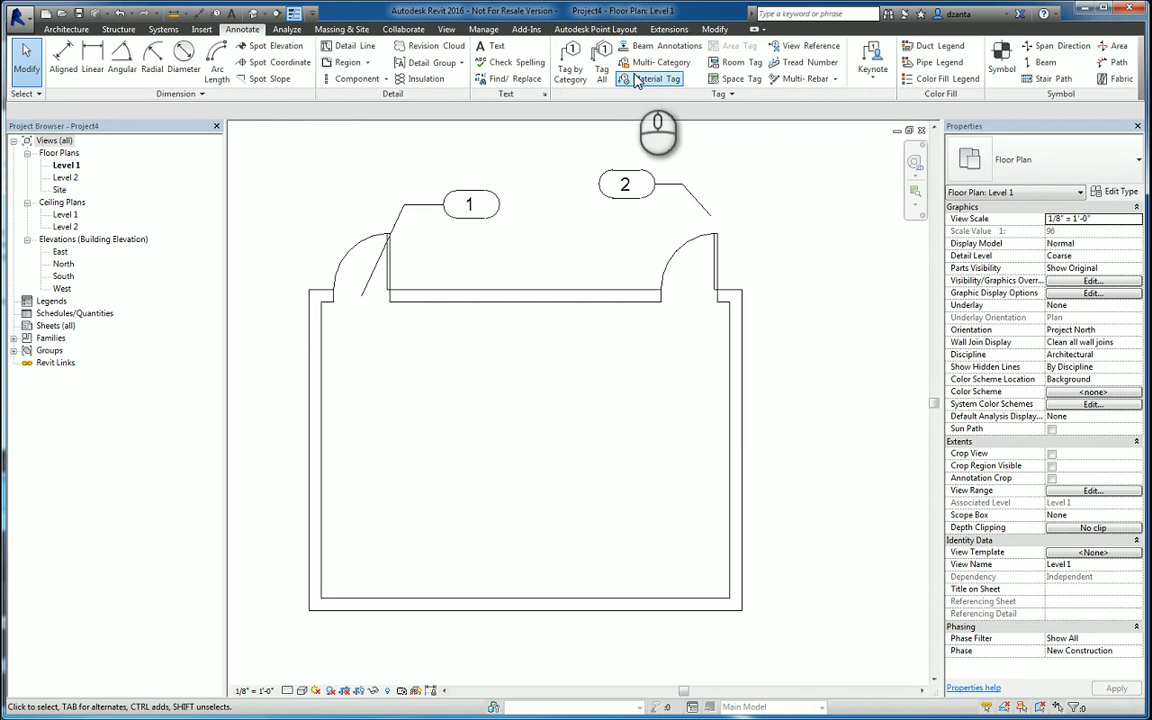 Autodesk Revit 2016 - Not For Resale Version - Project4 - Floor Plan: Level 1
Type a keyword or phrase
dzanta
Architecture Structure Systems Insert Annotate Analyze Massing & Site Collaborate View Manage Add-Ins Autodesk Point Layout Extensions Modify
Modify Aligned Linear Angular Radial Diameter Arc Length
Spot Elevation
Spot Coordinate
Spot Slope
Detail Line
Region
Component
Revision Cloud
Detail Group
Insulation
Text
Check Spelling
Find/ Replace
Tag by Category
Tag All
Beam Annotations
Multi-Category
Material Tag
Area Tag
Room Tag
Space Tag
View Reference
Tread Number
Multi-Rebar
Keynote
Duct Legend
Pipe Legend
Color Fill Legend
Symbol
Span Direction
Beam
Stair Path
Area
Path
Fabric
Select Dimension Detail Text Tag Color Fill Symbol
Project Browser - Project4
Views (all)
Floor Plans
Level 1
Level 2
Site
Ceiling Plans
Level 1
Level 2
Elevations (Building Elevation)
East
North
South
West
Legends
Schedules/Quantities
Sheets (all)
Families
Groups
Revit Links
0
1
2
Properties
Floor Plan
Floor Plan: Level 1 Edit Type
Graphics
View Scale 1/8" = 1'-0"
Scale Value 1: 96
Display Model Normal
Detail Level Coarse
Parts Visibility Show Original
Visibility/Graphics Over... Edit...
Graphic Display Options Edit...
Underlay None
Underlay Orientation Plan
Orientation Project North
Wall Join Display Clean all wall joins
Discipline Architectural
Show Hidden Lines By Discipline
Color Scheme Location Background
Color Scheme <none>
System Color Schemes Edit...
Default Analysis Display... None
Sun Path
Extents
Crop View
Crop Region Visible
Annotation Crop
View Range Edit...
Associated Level Level 1
Scope Box None
Depth Clipping No clip
Identity Data
View Template <None>
View Name Level 1
Dependency Independent
Title on Sheet
Referencing Sheet
Referencing Detail
Phasing
Phase Filter Show All
Phase New Construction
Properties help Apply
1/8" = 1'-0"
Click to select, TAB for alternates, CTRL adds, SHIFT unselects.
:0
Main Model
:0